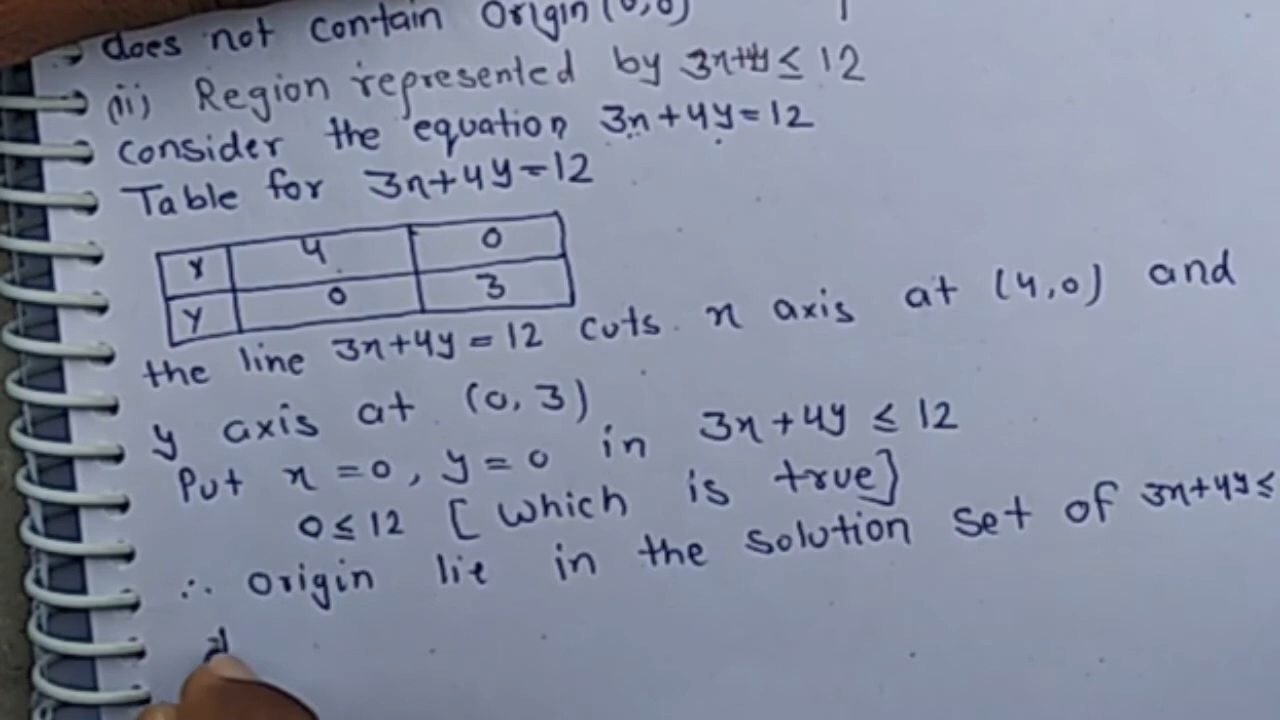 does not contain Origin (0,0)
(ii) Region represented by 3x+4y ≤ 12
consider the equation 3x+4y=12
Table for 3x+4y=12
X 4 0
Y 0 3
the line 3x+4y = 12 cuts x axis at (4,0) and
y axis at (0,3)
Put x=0, y=0 in 3x+4y ≤ 12
0 ≤ 12 [which is true]
∴ origin lie in the solution set of 3x+4y ≤